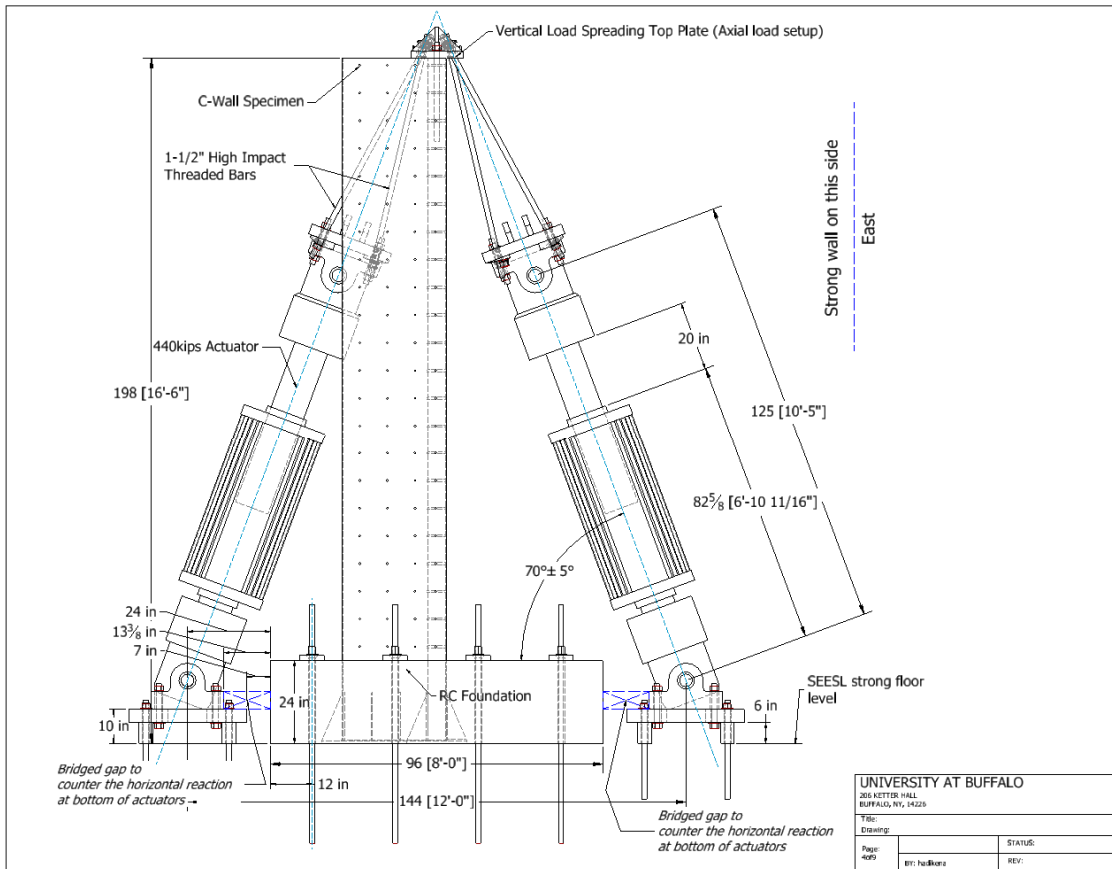 Vertical Load Spreading Top Plate (Axial load setup)
C-Wall Specimen
1-1/2" High Impact
Threaded Bars
Strong wall on this side
East
20 in
440kips Actuator
198 [16'-6"]
125 [10'-5"]
82⅝ [6'-10 11/16"]
70°± 5°
24 in
13⅜ in
7 in
RC Foundation
24 in
SEESL strong floor
level
6 in
10 in
96 [8'-0"]
12 in
144 [12'-0"]
Bridged gap to
counter the horizontal reaction
at bottom of actuators
Bridged gap to
counter the horizontal reaction
at bottom of actuators
UNIVERSITY AT BUFFALO
206 KETTER HALL
BUFFALO, NY, 14226
Title:
Drawing:
Page:
4of9
STATUS:
BY: hadikena
REV: